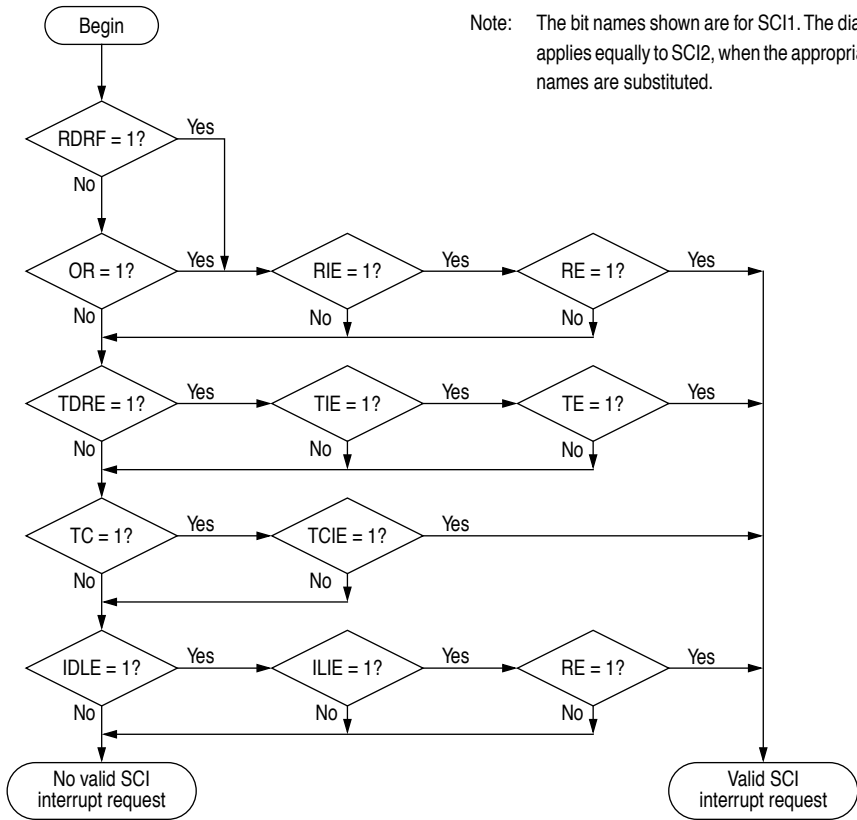 Begin
Note: The bit names shown are for SCI1. The dia
applies equally to SCI2, when the appropria
names are substituted.
RDRF = 1?
Yes
No
OR = 1?
Yes
RIE = 1?
Yes
RE = 1?
Yes
No
No
No
TDRE = 1?
Yes
TIE = 1?
Yes
TE = 1?
Yes
No
No
No
TC = 1?
Yes
TCIE = 1?
Yes
No
No
IDLE = 1?
Yes
ILIE = 1?
Yes
RE = 1?
Yes
No
No
No
No valid SCI
interrupt request
Valid SCI
interrupt request